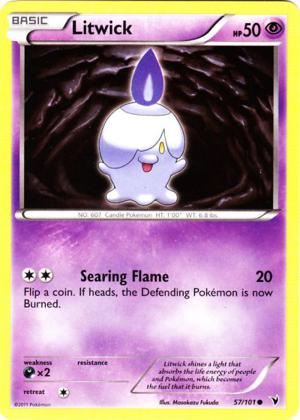 BASIC
Litwick
HP50
NO. 607 Candle Pokémon HT. 1'00" WT. 6.8 lbs.
Searing Flame 20
Flip a coin. If heads, the Defending Pokémon is now
Burned.
weakness resistance
×2
Litwick shines a light that
absorbs the life energy of people
and Pokémon, which becomes
the fuel that it burns.
retreat
Illus. Masakazu Fukuda 57/101
©2011 Pokémon